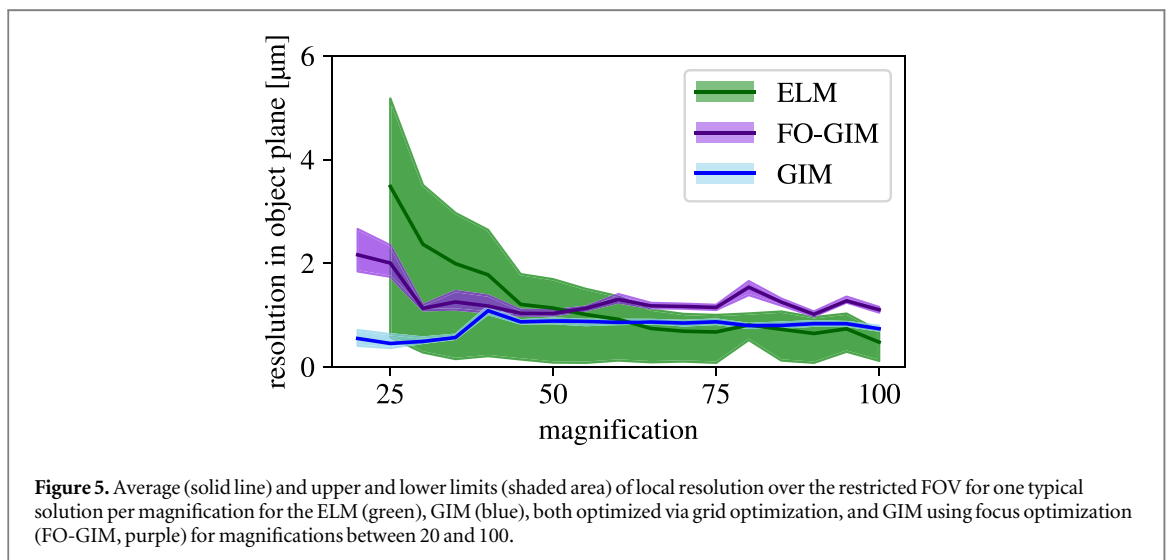 resolution in object plane [µm]
6
4
2
0
ELM
FO-GIM
GIM
25
50
75
100
magnification
Figure 5. Average (solid line) and upper and lower limits (shaded area) of local resolution over the restricted FOV for one typical
solution per magnification for the ELM (green), GIM (blue), both optimized via grid optimization, and GIM using focus optimization
(FO-GIM, purple) for magnifications between 20 and 100.